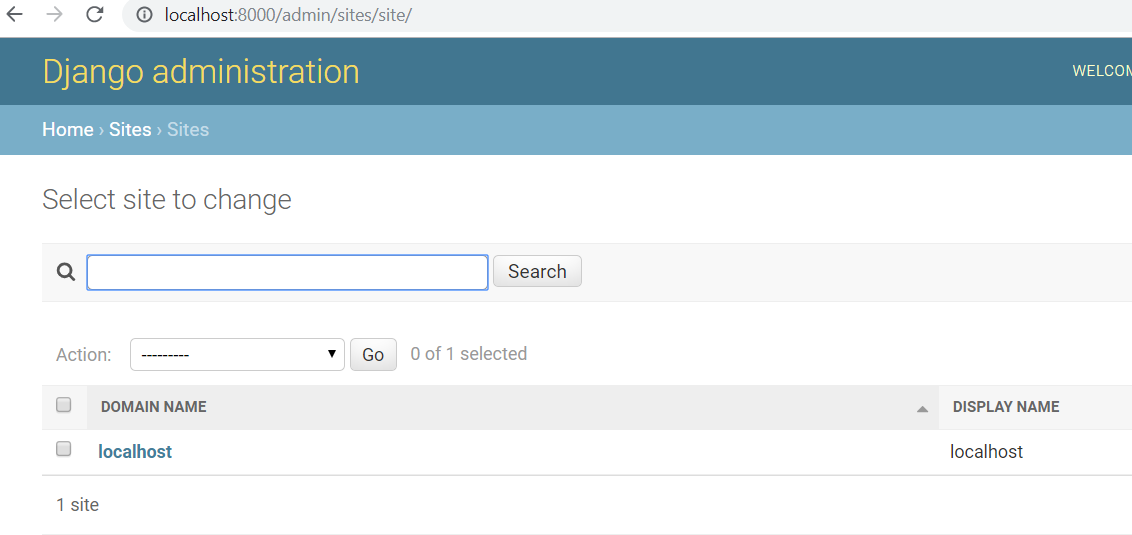 localhost:8000/admin/sites/site/
Django administration
WELCOM
Home › Sites › Sites
Select site to change
Search
Action: --------- Go 0 of 1 selected
DOMAIN NAME DISPLAY NAME
localhost localhost
1 site